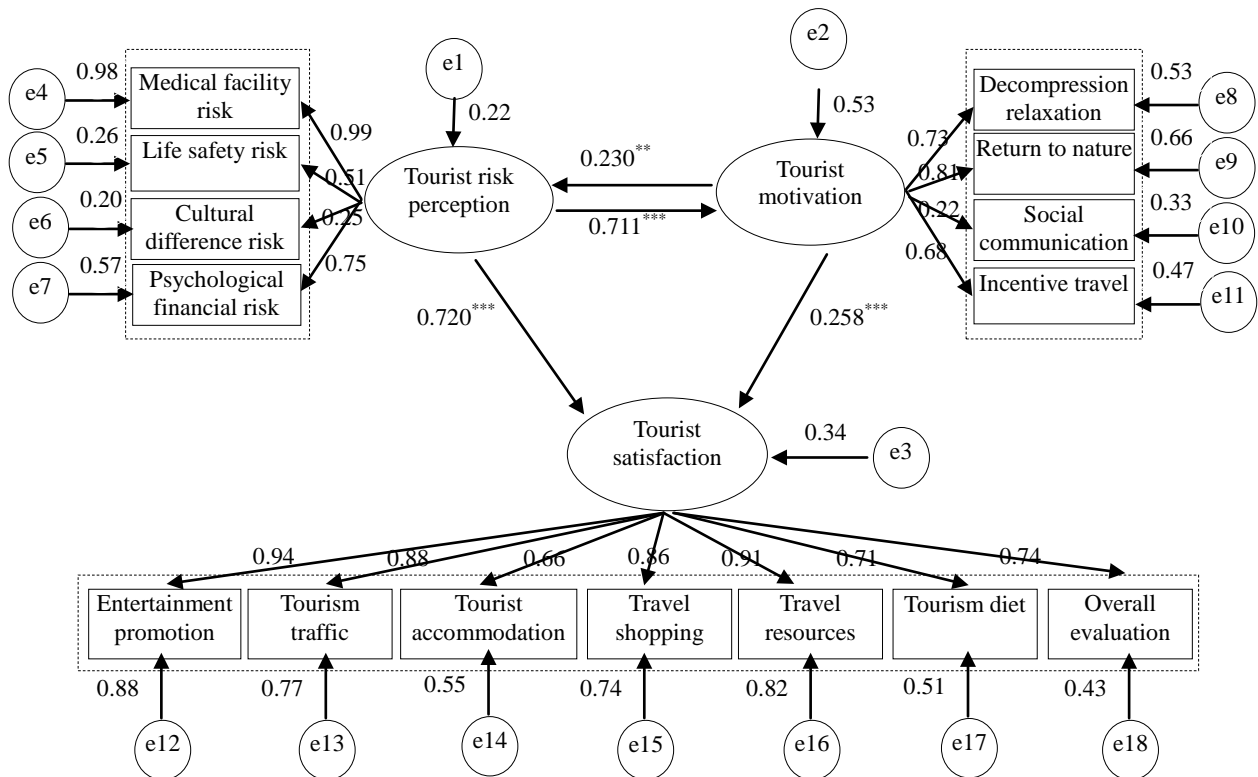 e1
e2
e4
0.98
Medical facility
risk
e5
0.26
Life safety risk
e6
0.20
Cultural
difference risk
e7
0.57
Psychological
financial risk
0.99
0.51
0.25
0.75
0.22
Tourist risk
perception
0.230**
0.711***
0.53
Tourist
motivation
0.73
0.81
0.22
0.68
Decompression
relaxation
0.53
e8
Return to nature
0.66
e9
Social
communication
0.33
e10
Incentive travel
0.47
e11
0.720***
0.258***
Tourist
satisfaction
0.34
e3
0.94
0.88
0.66
0.86
0.91
0.71
0.74
Entertainment
promotion
Tourism
traffic
Tourist
accommodation
Travel
shopping
Travel
resources
Tourism diet
Overall
evaluation
0.88
0.77
0.55
0.74
0.82
0.51
0.43
e12
e13
e14
e15
e16
e17
e18